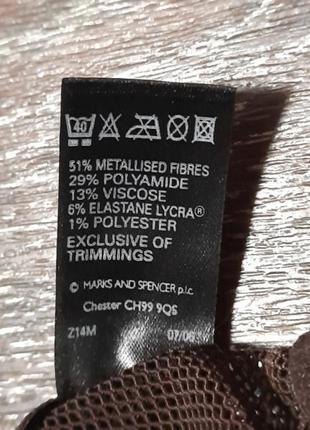 40
51% METALLISED FIBRES
29% POLYAMIDE
13% VISCOSE
6% ELASTANE LYCRA®
1% POLYESTER
EXCLUSIVE OF
TRIMMINGS
© MARKS AND SPENCER p.l.c.
Chester CH99 9QS
Z14M 07/06